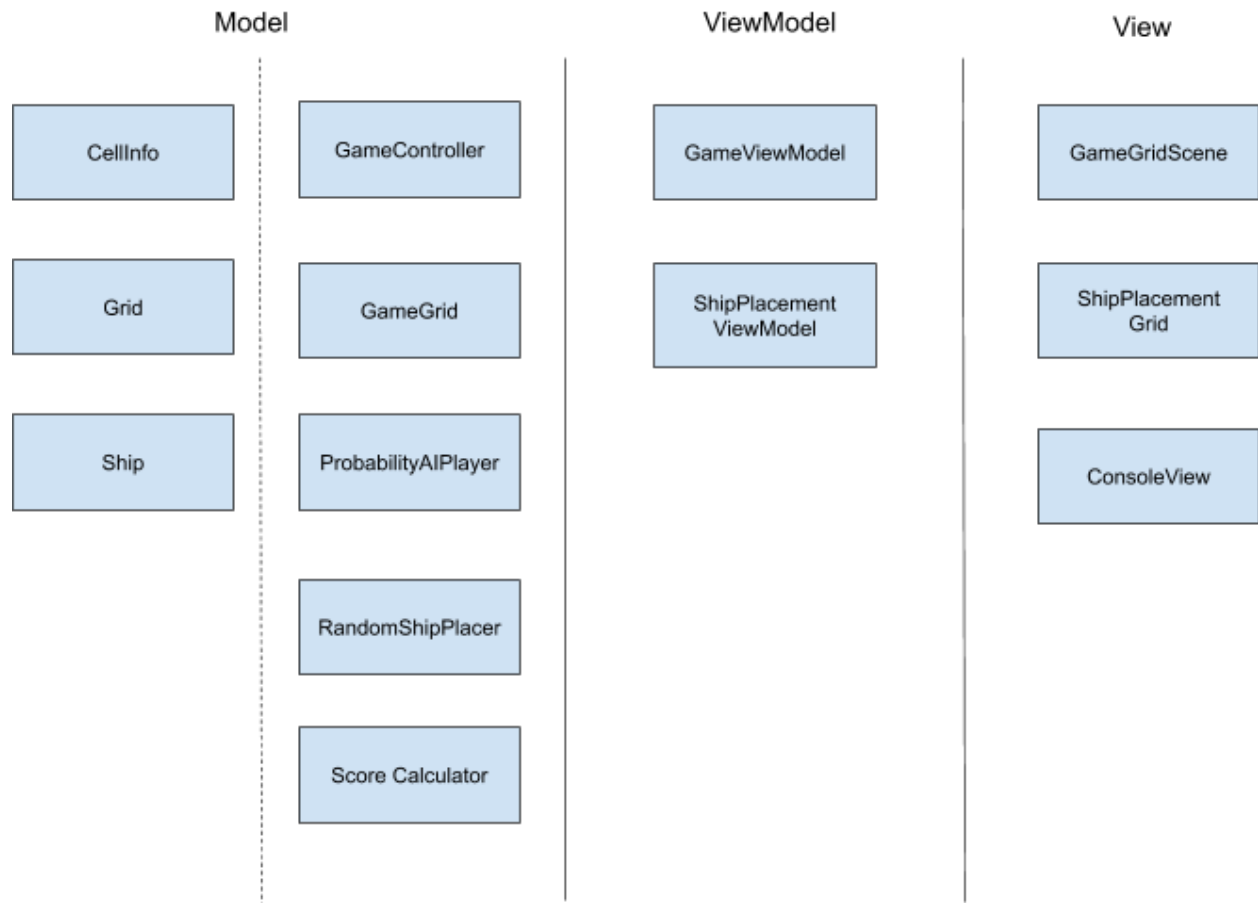 Model
ViewModel
View
CellInfo
GameController
GameViewModel
GameGridScene
Grid
GameGrid
ShipPlacement
ViewModel
ShipPlacement
Grid
Ship
ProbabilityAIPlayer
ConsoleView
RandomShipPlacer
Score Calculator